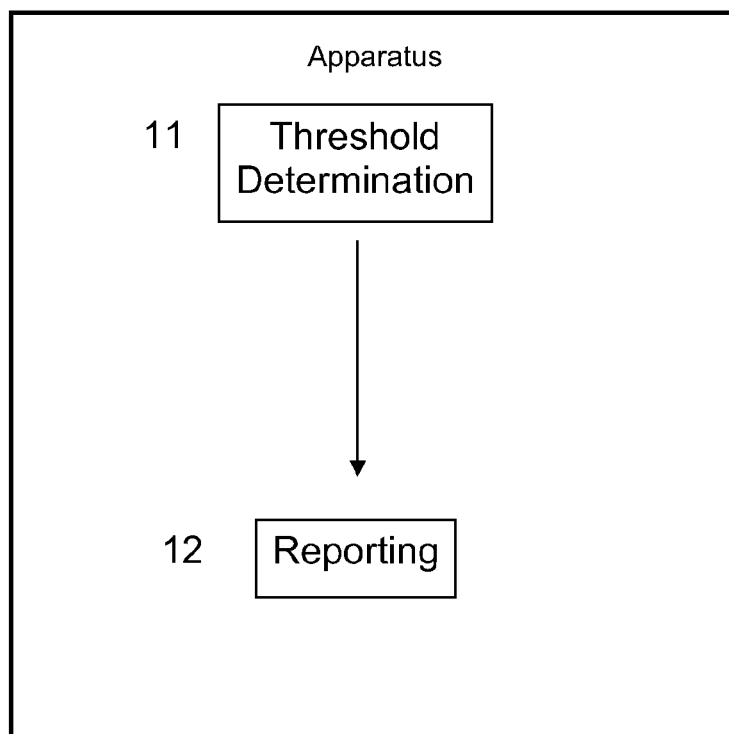 Apparatus
11
Threshold
Determination
12
Reporting